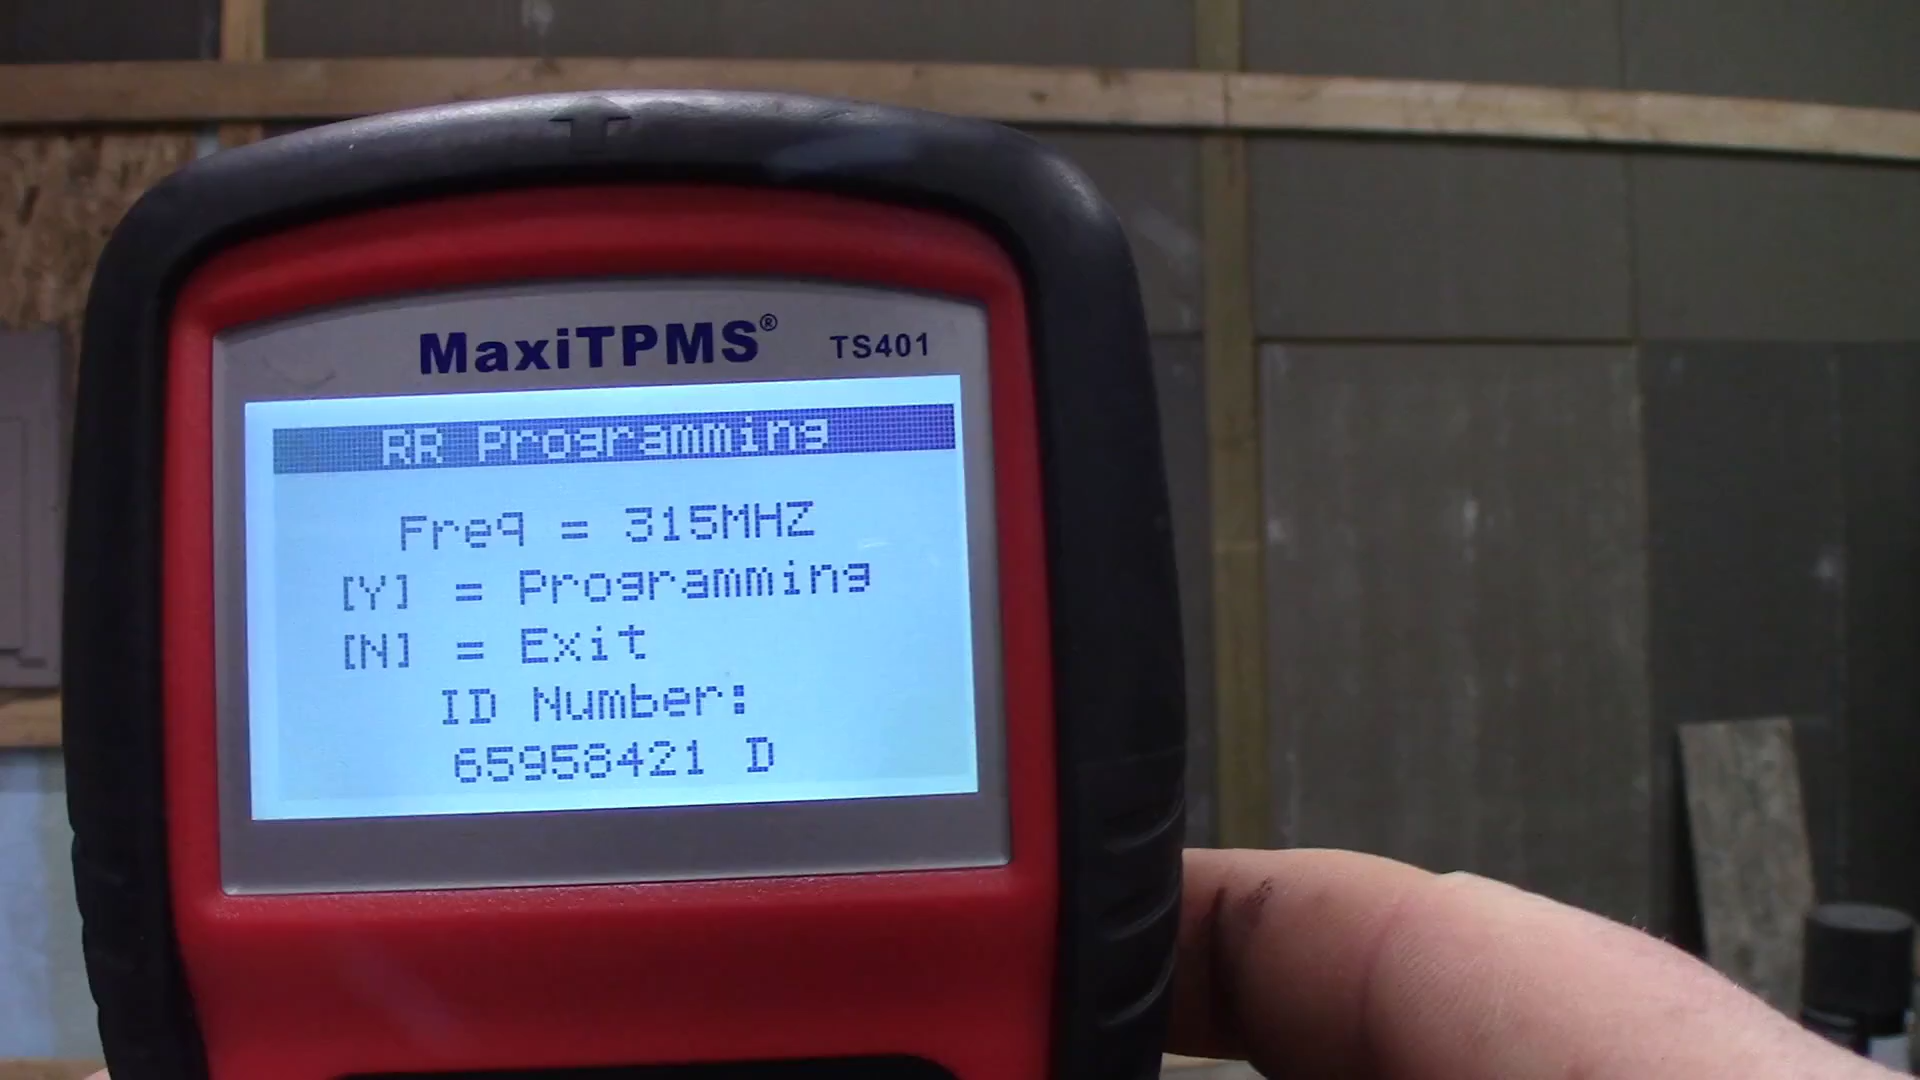 MaxiTPMS® TS401
RR Programming
Freq = 315MHZ
[Y] = Programming
[N] = Exit
ID Number:
65958421 D